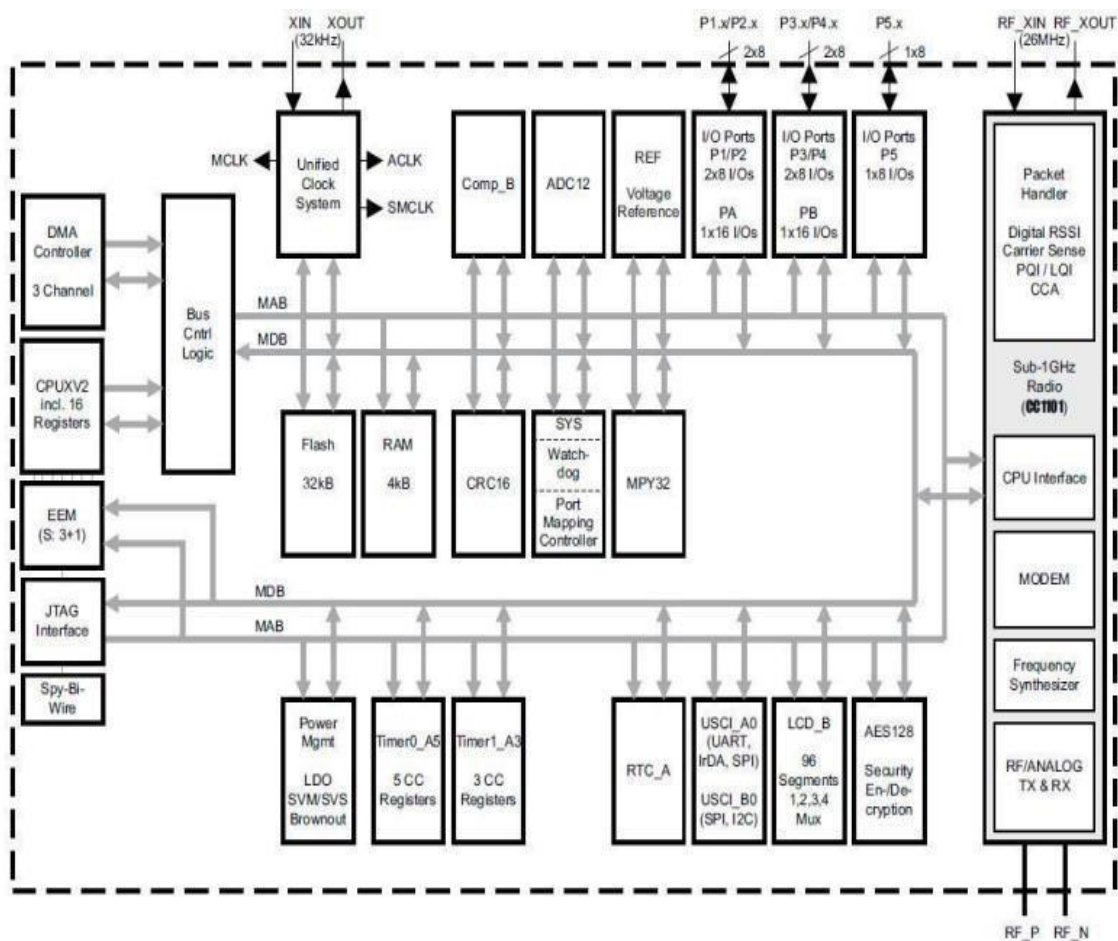 XIN XOUT
(32kHz)
P1.x/P2.x
2x8
P3.x/P4.x
2x8
P5.x
1x8
RF_XIN RF_XOUT
(26MHz)
MCLK
Unified
Clock
System
ACLK
SMCLK
Comp_B
ADC12
REF
Voltage
Reference
I/O Ports
P1/P2
2x8 I/Os
PA
1x16 I/Os
I/O Ports
P3/P4
2x8 I/Os
PB
1x16 I/Os
I/O Ports
P5
1x8 I/Os
Packet
Handler
Digital RSSI
Carrier Sense
PQI / LQI
CCA
DMA
Controller
3 Channel
Bus
Cntrl
Logic
MAB
MDB
CPUXV2
incl. 16
Registers
Flash
32kB
RAM
4kB
CRC16
SYS
Watch-
dog
Port
Mapping
Controller
MPY32
Sub-1GHz
Radio
(CC1101)
CPU Interface
EEM
(S: 3+1)
JTAG
Interface
Spy-Bi-
Wire
MDB
MAB
MODEM
Frequency
Synthesizer
RF/ANALOG
TX & RX
Power
Mgmt
LDO
SVM/SVS
Brownout
Timer0_A5
5 CC
Registers
Timer1_A3
3 CC
Registers
RTC_A
USCI_A0
(UART,
IrDA, SPI)
USCI_B0
(SPI, I2C)
LCD_B
96
Segments
1,2,3,4
Mux
AES128
Security
En-/De-
cryption
RF_P RF_N